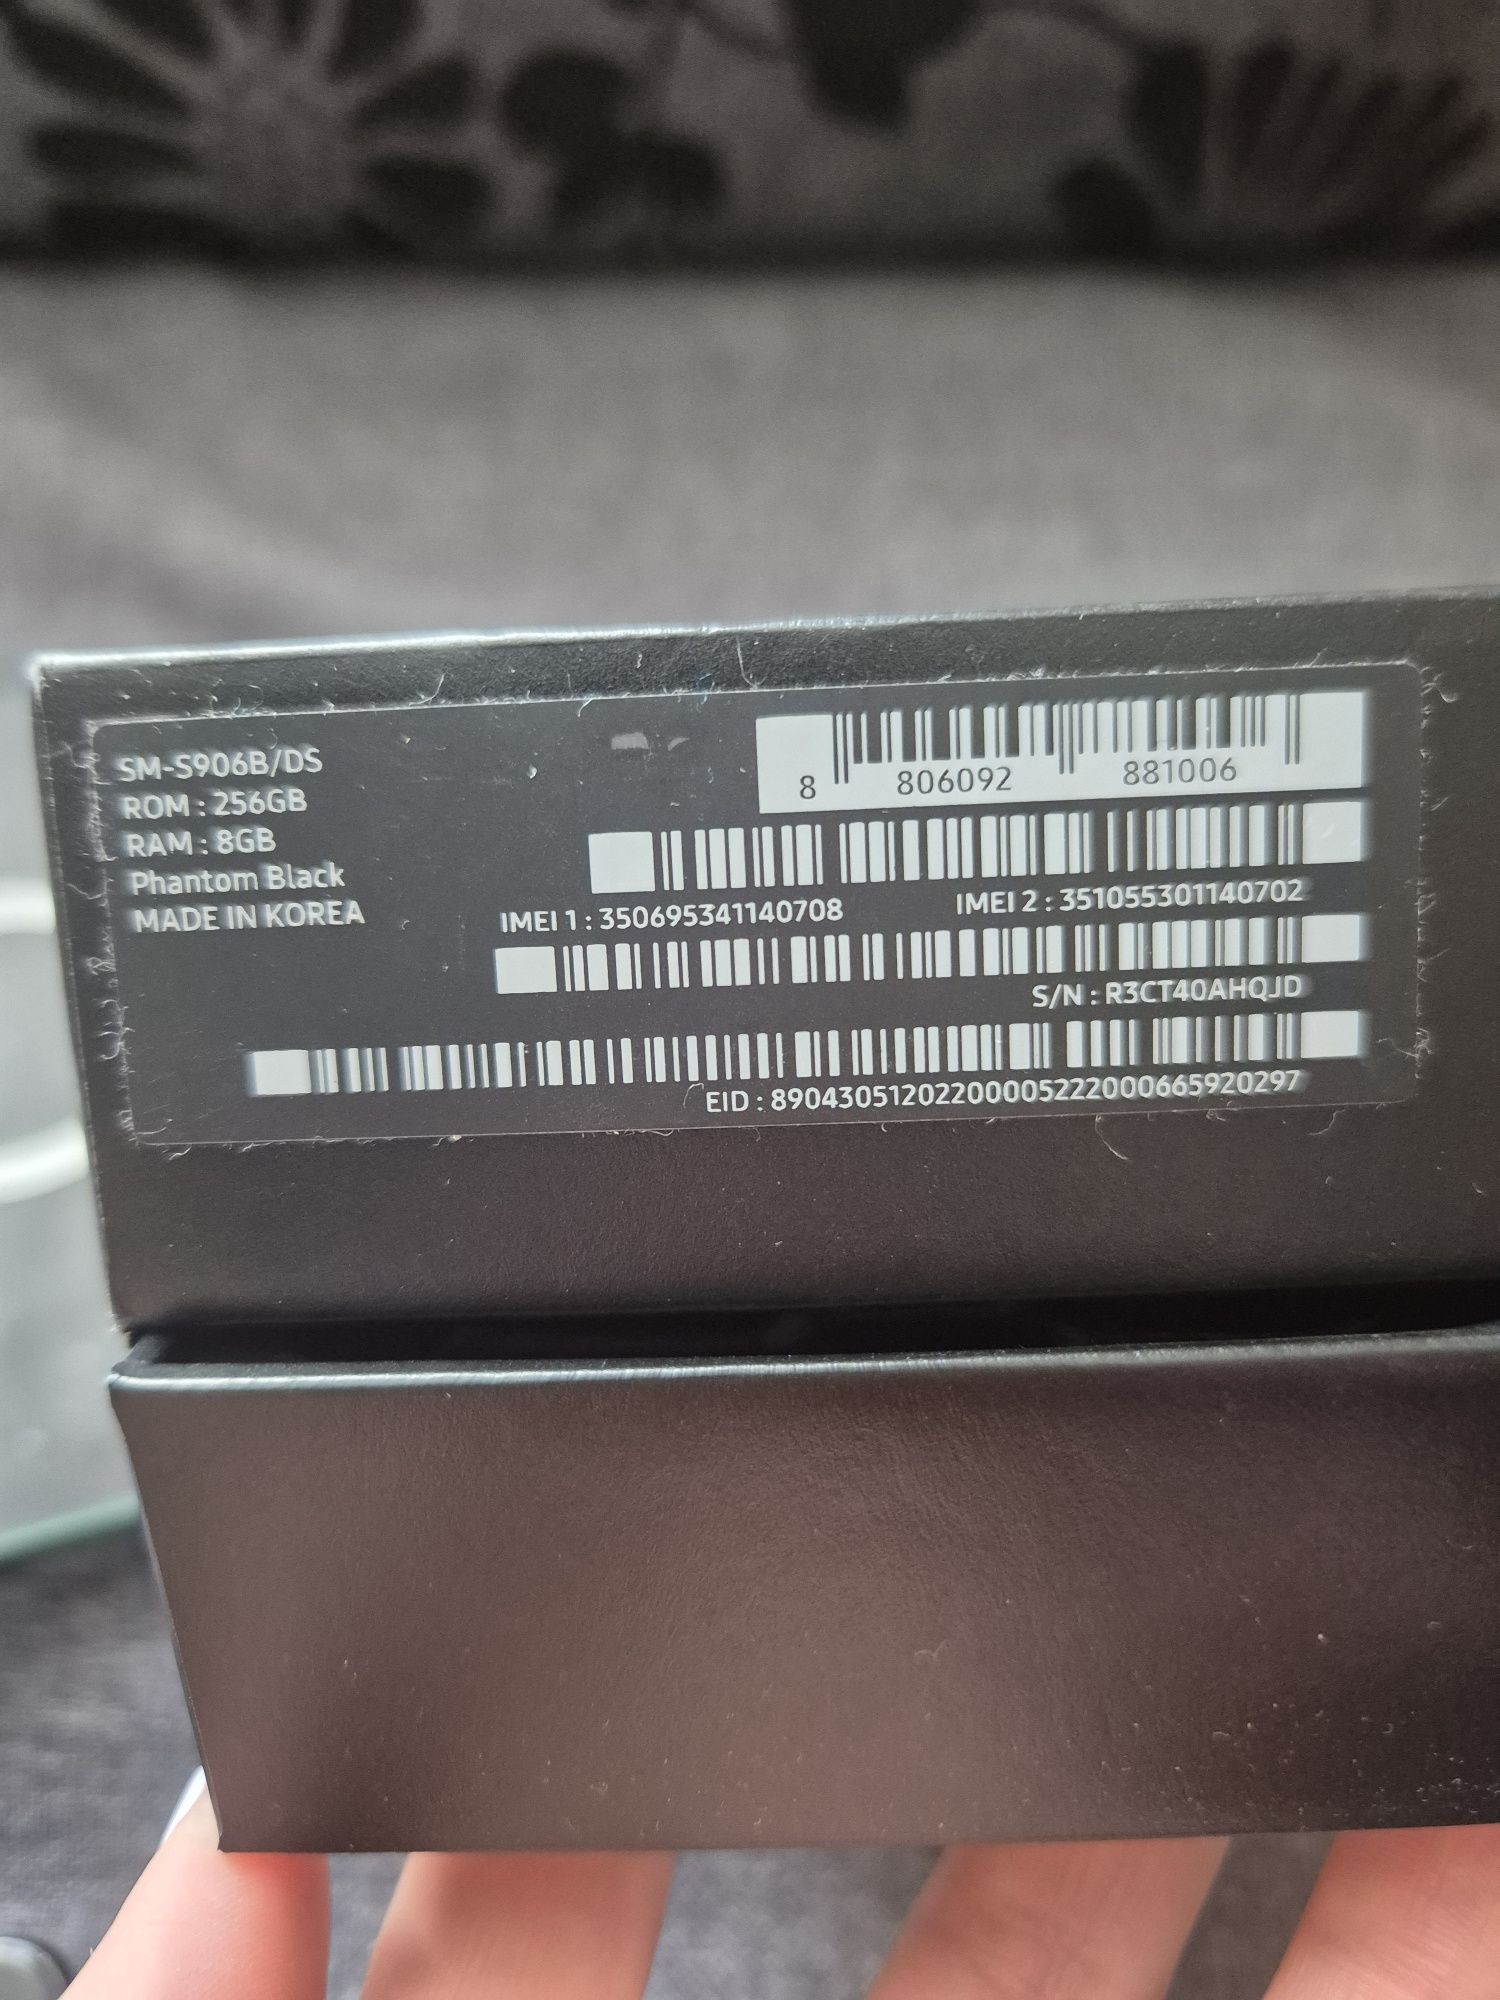 SM-S906B/DS
ROM : 256GB
RAM : 8GB
Phantom Black
MADE IN KOREA
8 806092 881006
IMEI 1 : 350695341140708 IMEI 2 : 351055301140702
S/N : R3CT40AHQJD
EID : 89043051202200005222000665920297